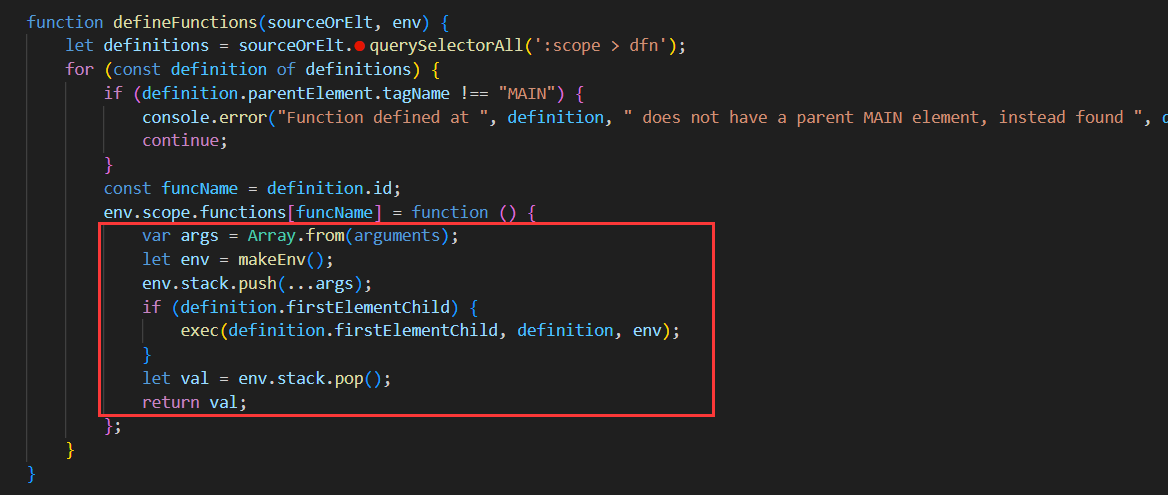 function defineFunctions(sourceOrElt, env) {
    let definitions = sourceOrElt.querySelectorAll(':scope > dfn');
    for (const definition of definitions) {
        if (definition.parentElement.tagName !== "MAIN") {
            console.error("Function defined at ", definition, " does not have a parent MAIN element, instead found ",
            continue;
        }
        const funcName = definition.id;
        env.scope.functions[funcName] = function () {
            var args = Array.from(arguments);
            let env = makeEnv();
            env.stack.push(...args);
            if (definition.firstElementChild) {
                exec(definition.firstElementChild, definition, env);
            }
            let val = env.stack.pop();
            return val;
        };
    }
}